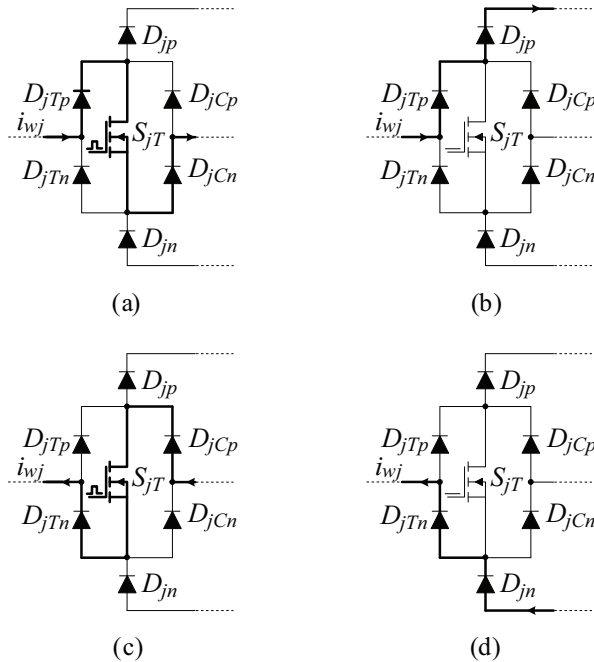 D_{jp} D_{jp}
D_{jTp} D_{jCp} D_{jTp} D_{jCp}
i_{wj} S_{jT} i_{wj} S_{jT}
D_{jTn} D_{jCn} D_{jTn} D_{jCn}
D_{jn} D_{jn}
(a) (b)
D_{jp} D_{jp}
D_{jTp} D_{jCp} D_{jTp} D_{jCp}
i_{wj} S_{jT} i_{wj} S_{jT}
D_{jTn} D_{jCn} D_{jTn} D_{jCn}
D_{jn} D_{jn}
(c) (d)